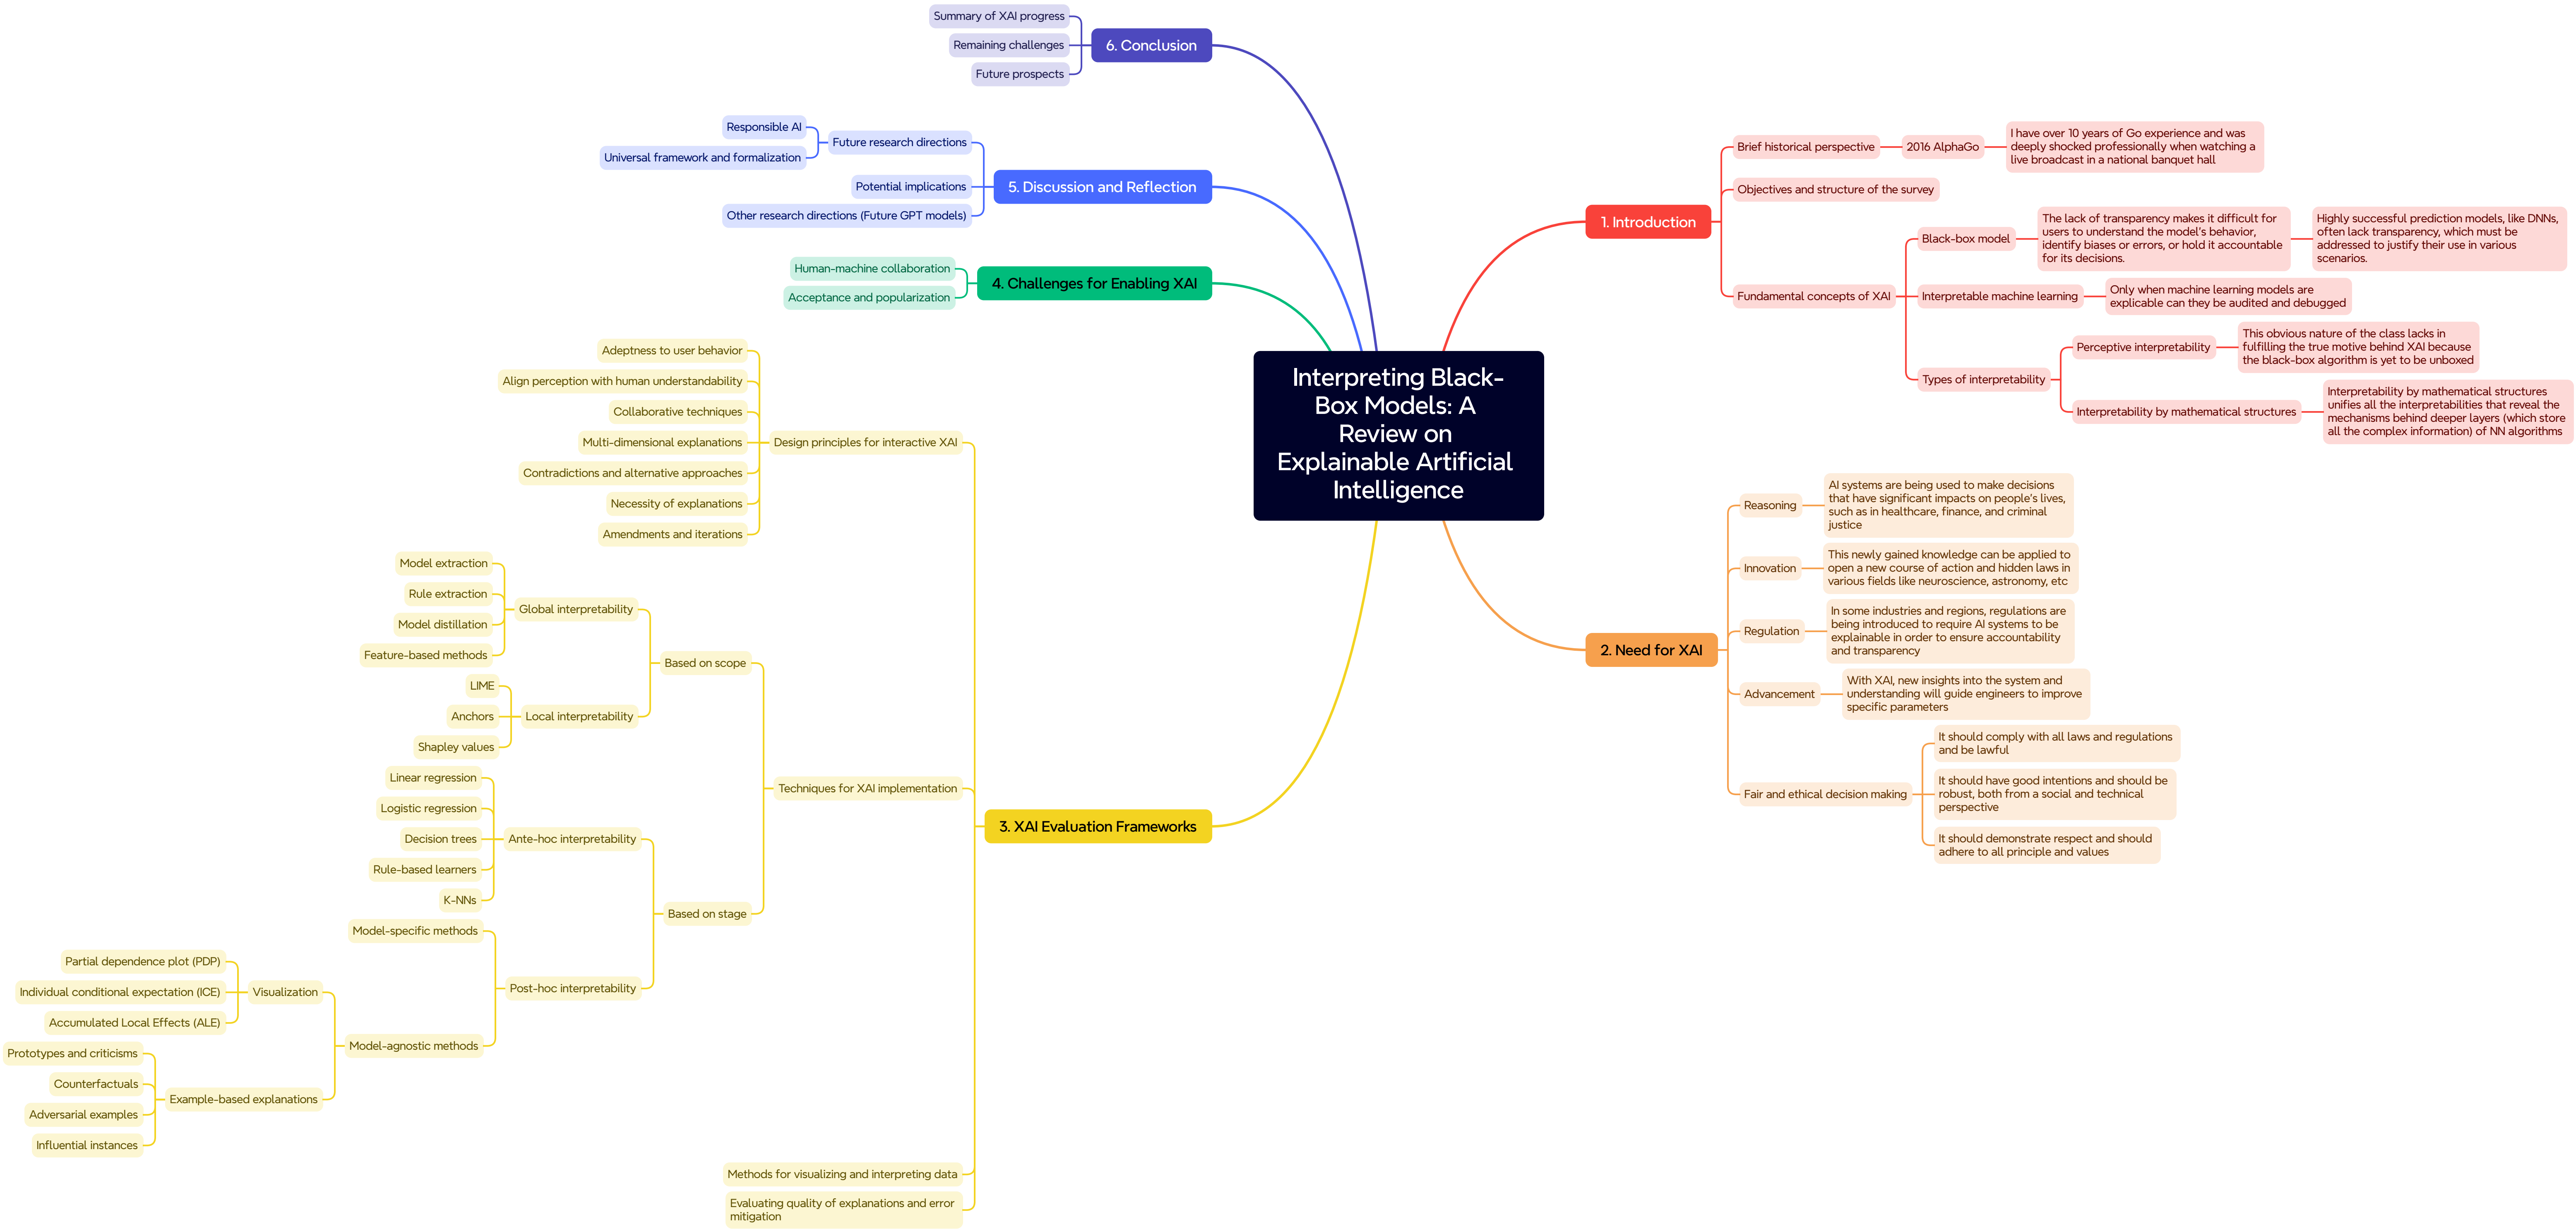 Interpreting Black-
Box Models: A
Review on
Explainable Artificial
Intelligence
1. Introduction
Brief historical perspective
2016 AlphaGo
I have over 10 years of Go experience and was
deeply shocked professionally when watching a
live broadcast in a national banquet hall
Objectives and structure of the survey
Fundamental concepts of XAI
Black-box model
The lack of transparency makes it difficult for
users to understand the model's behavior,
identify biases or errors, or hold it accountable
for its decisions.
Highly successful prediction models, like DNNs,
often lack transparency, which must be
addressed to justify their use in various
scenarios.
Interpretable machine learning
Only when machine learning models are
explicable can they be audited and debugged
Types of interpretability
Perceptive interpretability
This obvious nature of the class lacks in
fulfilling the true motive behind XAI because
the black-box algorithm is yet to be unboxed
Interpretability by mathematical structures
Interpretability by mathematical structures
unifies all the interpretabilities that reveal the
mechanisms behind deeper layers (which store
all the complex information) of NN algorithms
2. Need for XAI
Reasoning
AI systems are being used to make decisions
that have significant impacts on people's lives,
such as in healthcare, finance, and criminal
justice
Innovation
This newly gained knowledge can be applied to
open a new course of action and hidden laws in
various fields like neuroscience, astronomy, etc
Regulation
In some industries and regions, regulations are
being introduced to require AI systems to be
explainable in order to ensure accountability
and transparency
Advancement
With XAI, new insights into the system and
understanding will guide engineers to improve
specific parameters
Fair and ethical decision making
It should comply with all laws and regulations
and be lawful
It should have good intentions and should be
robust, both from a social and technical
perspective
It should demonstrate respect and should
adhere to all principle and values
3. XAI Evaluation Frameworks
Design principles for interactive XAI
Adeptness to user behavior
Align perception with human understandability
Collaborative techniques
Multi-dimensional explanations
Contradictions and alternative approaches
Necessity of explanations
Amendments and iterations
Techniques for XAI implementation
Based on scope
Global interpretability
Model extraction
Rule extraction
Model distillation
Feature-based methods
Local interpretability
LIME
Anchors
Shapley values
Based on stage
Ante-hoc interpretability
Linear regression
Logistic regression
Decision trees
Rule-based learners
K-NNs
Post-hoc interpretability
Model-specific methods
Model-agnostic methods
Visualization
Partial dependence plot (PDP)
Individual conditional expectation (ICE)
Accumulated Local Effects (ALE)
Example-based explanations
Prototypes and criticisms
Counterfactuals
Adversarial examples
Influential instances
Methods for visualizing and interpreting data
Evaluating quality of explanations and error
mitigation
4. Challenges for Enabling XAI
Human-machine collaboration
Acceptance and popularization
5. Discussion and Reflection
Future research directions
Responsible AI
Universal framework and formalization
Potential implications
Other research directions (Future GPT models)
6. Conclusion
Summary of XAI progress
Remaining challenges
Future prospects